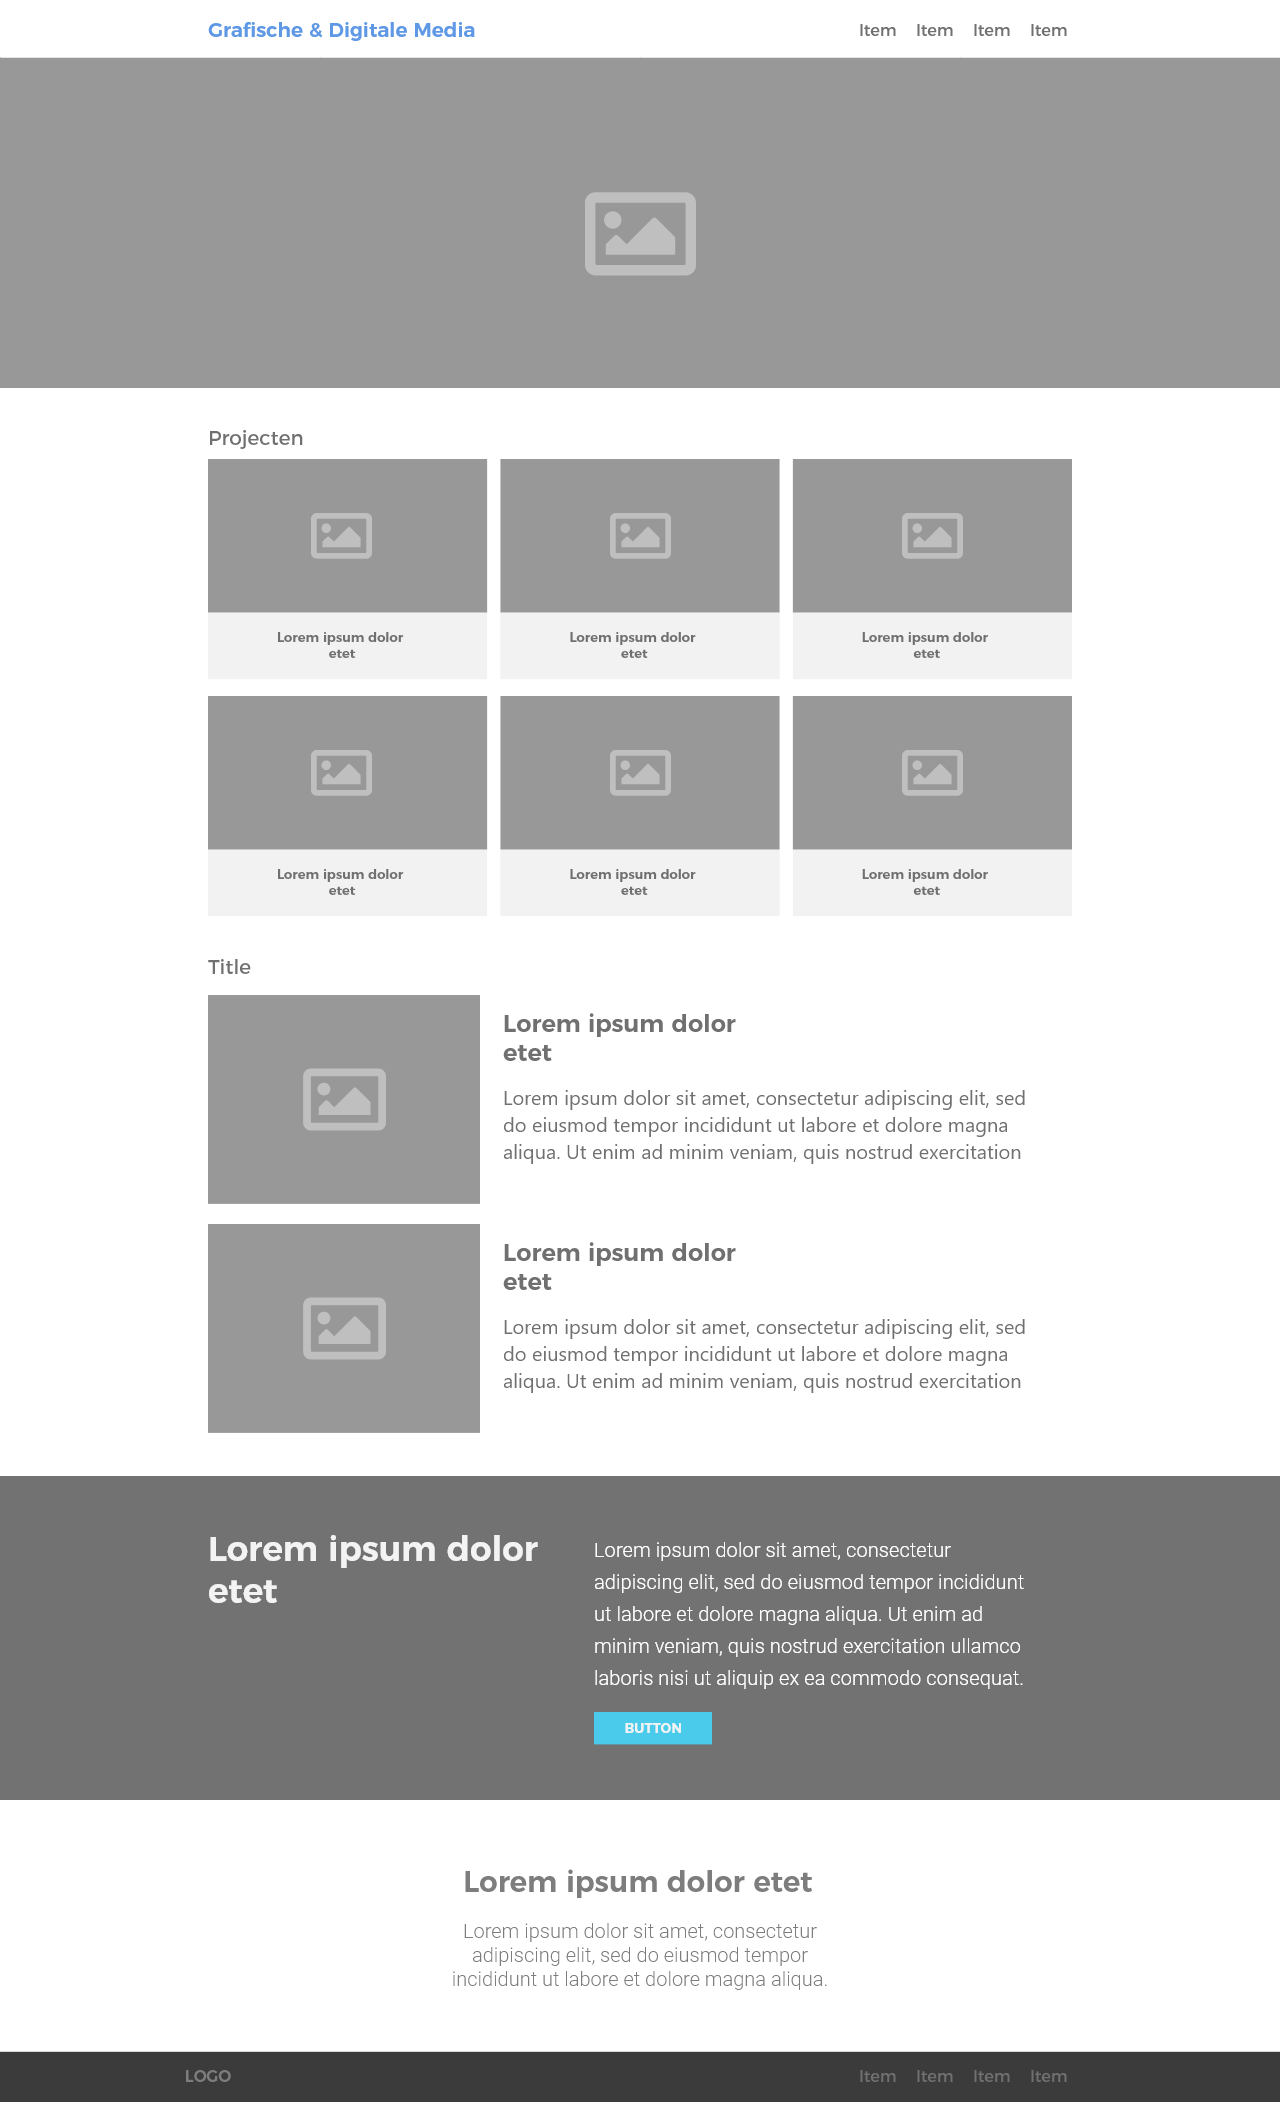 Grafische & Digitale Media
Item Item Item Item
Projecten
Lorem ipsum dolor
etet
Lorem ipsum dolor
etet
Lorem ipsum dolor
etet
Lorem ipsum dolor
etet
Lorem ipsum dolor
etet
Lorem ipsum dolor
etet
Title
Lorem ipsum dolor
etet
Lorem ipsum dolor sit amet, consectetur adipiscing elit, sed
do eiusmod tempor incididunt ut labore et dolore magna
aliqua. Ut enim ad minim veniam, quis nostrud exercitation
Lorem ipsum dolor
etet
Lorem ipsum dolor sit amet, consectetur adipiscing elit, sed
do eiusmod tempor incididunt ut labore et dolore magna
aliqua. Ut enim ad minim veniam, quis nostrud exercitation
Lorem ipsum dolor
etet
Lorem ipsum dolor sit amet, consectetur
adipiscing elit, sed do eiusmod tempor incididunt
ut labore et dolore magna aliqua. Ut enim ad
minim veniam, quis nostrud exercitation ullamco
laboris nisi ut aliquip ex ea commodo consequat.
BUTTON
Lorem ipsum dolor etet
Lorem ipsum dolor sit amet, consectetur
adipiscing elit, sed do eiusmod tempor
incididunt ut labore et dolore magna aliqua.
LOGO
Item Item Item Item